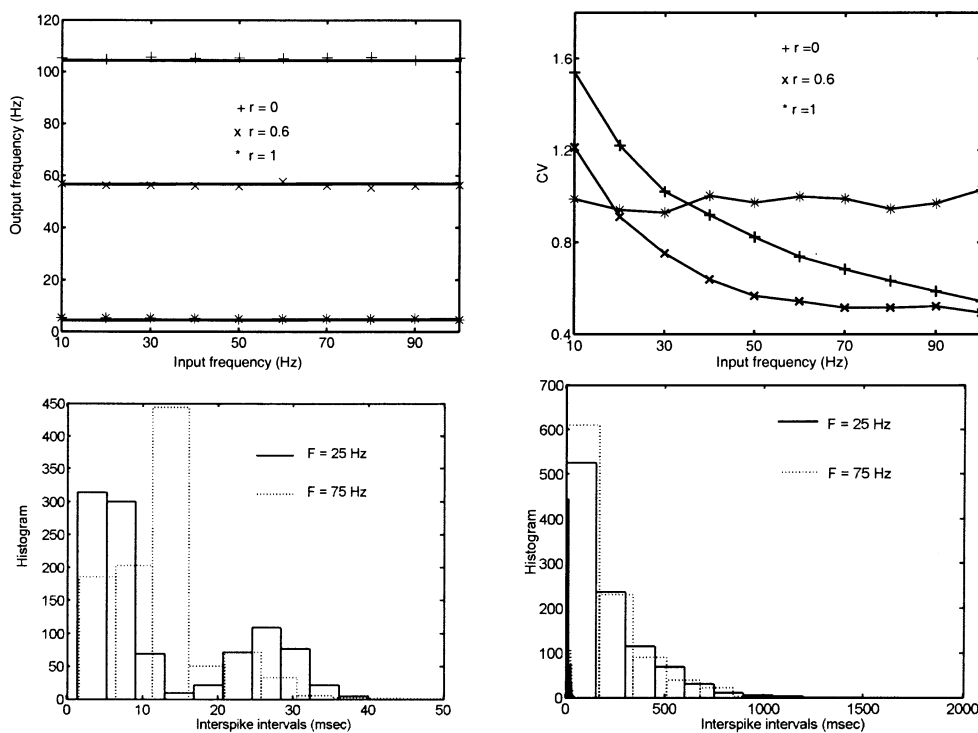 120
100
80
60
40
20
0
Output frequency (Hz)
+ r = 0
x r = 0.6
* r = 1
10 30 50 70 90
Input frequency (Hz)
1.6
1.2
0.8
0.4
CV
+ r =0
x r = 0.6
* r =1
10 30 50 70 90
Input frequency (Hz)
450
400
350
300
250
200
150
100
50
0
Histogram
F = 25 Hz
F = 75 Hz
0 10 20 30 40 50
Interspike intervals (msec)
700
600
500
400
300
200
100
0
Histogram
F = 25 Hz
F = 75 Hz
0 500 1000 1500 2000
Interspike intervals (msec)